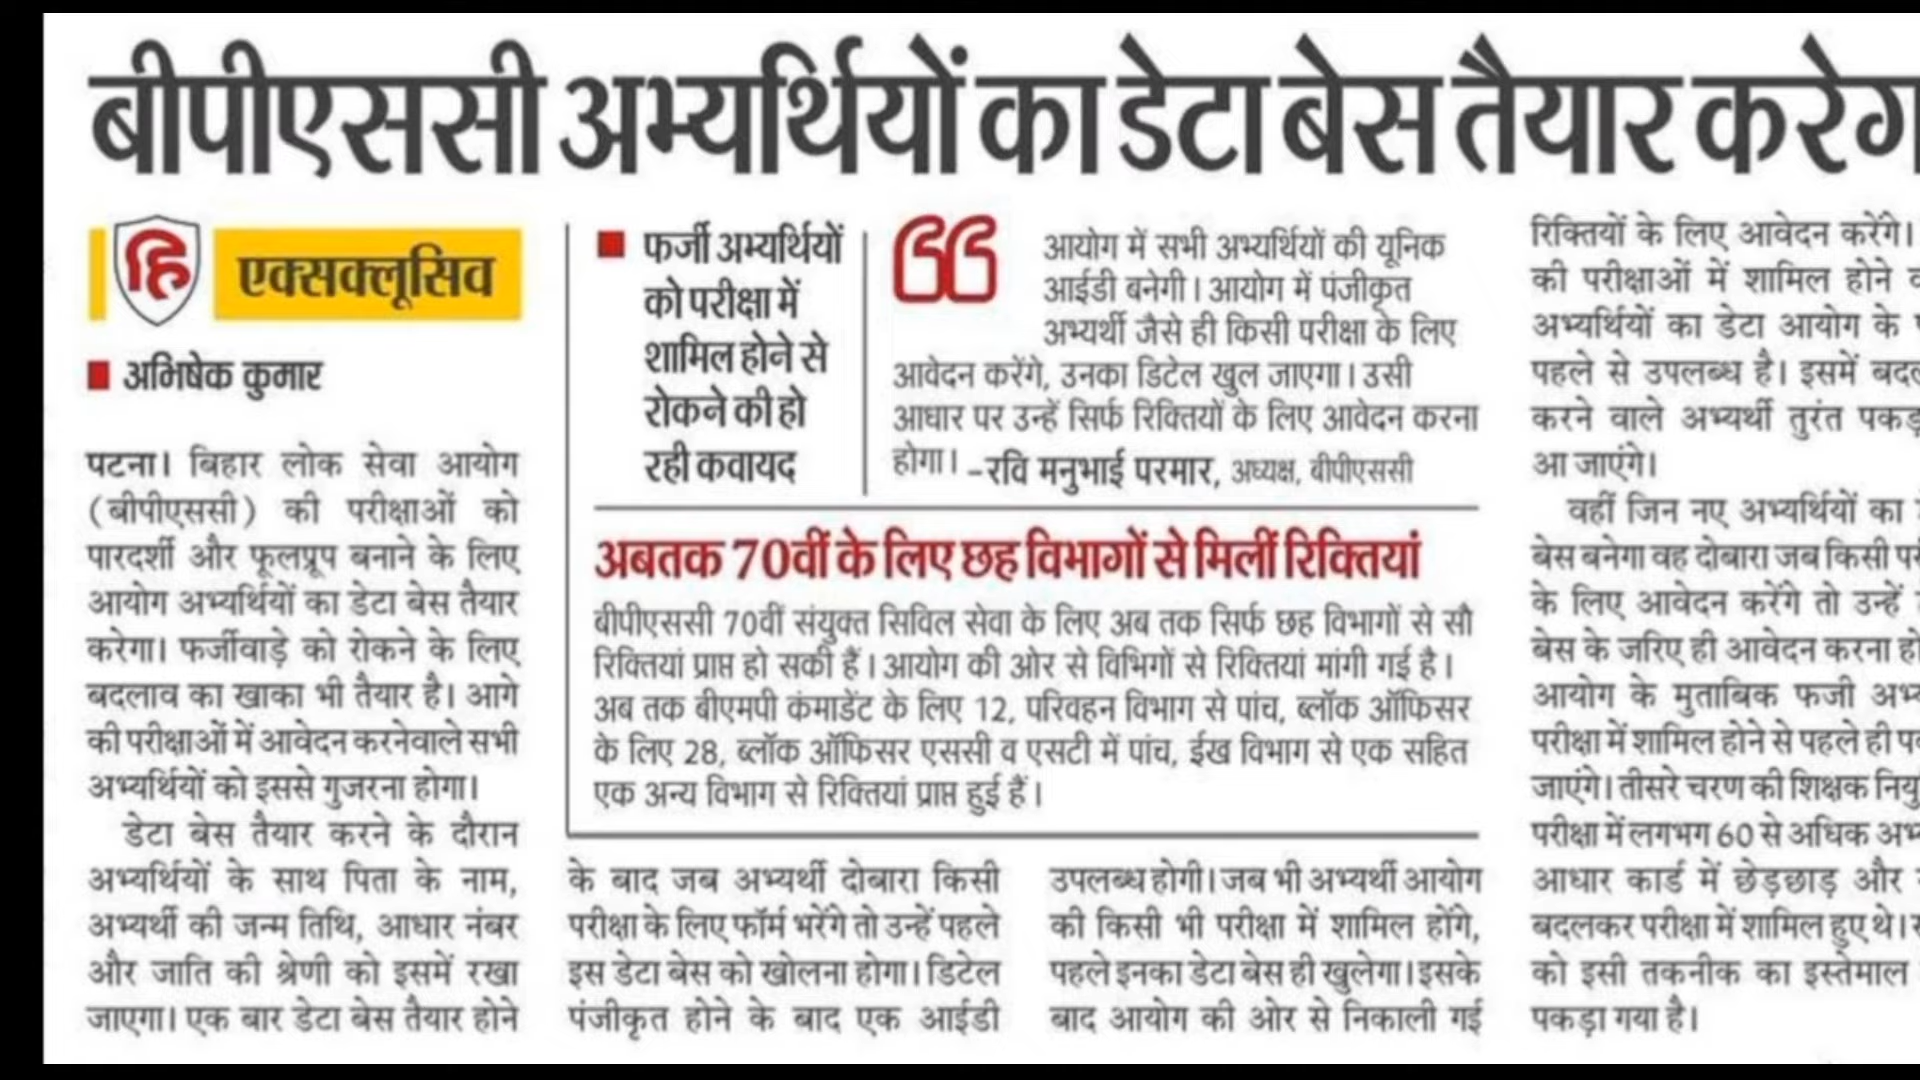 बीपीएससी अभ्यर्थियों का डेटा बेस तैयार
हि
एक्सक्लूसिव
अभिषेक कुमार
पटना। बिहार लोक सेवा आयोग
(बीपीएससी) की परीक्षाओं को
पारदर्शी और फूलप्रूप बनाने के लिए
आयोग अभ्यर्थियों का डेटा बेस तैयार
करेगा। फर्जीवाड़े को रोकने के लिए
बदलाव का खाका भी तैयार है। आगे
की परीक्षाओं में आवेदन करनेवाले सभी
अभ्यर्थियों को इससे गुजरना होगा।
डेटा बेस तैयार करने के दौरान
अभ्यर्थियों के साथ पिता के नाम,
अभ्यर्थी की जन्म तिथि, आधार नंबर
और जाति की श्रेणी को इसमें रखा
जाएगा। एक बार डेटा बेस तैयार होने
फर्जी अभ्यर्थियों
को परीक्षा में
शामिल होने से
रोकने की हो
रही कवायद
आयोग में सभी अभ्यर्थियों की यूनिक
आईडी बनेगी। आयोग में पंजीकृत
अभ्यर्थी जैसे ही किसी परीक्षा के लिए
आवेदन करेंगे, उनका डिटेल खुल जाएगा। उसी
आधार पर उन्हें सिर्फ रिक्तियों के लिए आवेदन करना
होगा। -रवि मनुभाई परमार, अध्यक्ष, बीपीएससी
अबतक 70वीं के लिए छह विभागों से मिलीं रिक्तियां
बीपीएससी 70वीं संयुक्त सिविल सेवा के लिए अब तक सिर्फ छह विभागों से सौ
रिक्तियां प्राप्त हो सकी हैं। आयोग की ओर से विभिगों से रिक्तियां मांगी गई है।
अब तक बीएमपी कंमाडेंट के लिए 12, परिवहन विभाग से पांच, ब्लॉक ऑफिसर
के लिए 28, ब्लॉक ऑफिसर एससी व एसटी में पांच, ईख विभाग से एक सहित
एक अन्य विभाग से रिक्तियां प्राप्त हुई हैं।
के बाद जब अभ्यर्थी दोबारा किसी
परीक्षा के लिए फॉर्म भरेंगे तो उन्हें पहले
इस डेटा बेस को खोलना होगा। डिटेल
पंजीकृत होने के बाद एक आईडी
उपलब्ध होगी। जब भी अभ्यर्थी आयोग
की किसी भी परीक्षा में शामिल होंगे,
पहले इनका डेटा बेस ही खुलेगा। इसके
बाद आयोग की ओर से निकाली गई
रिक्तियों के लिए आवेदन करेंगे।
की परीक्षाओं में शामिल होने
अभ्यर्थियों का डेटा आयोग के
पहले से उपलब्ध है। इसमें
करने वाले अभ्यर्थी तुरंत
आ जाएंगे।
वहीं जिन नए अभ्यर्थियों का
बेस बनेगा वह दोबारा जब किसी
के लिए आवेदन करेंगे तो उन्हें
बेस के जरिए ही आवेदन करना
आयोग के मुताबिक फजी
परीक्षा में शामिल होने से पहले ही
जाएंगे। तीसरे चरण की शिक्षक
परीक्षा में लगभग 60 से अधिक
आधार कार्ड में छेड़छाड़ और
बदलकर परीक्षा में शामिल हुए थे।
को इसी तकनीक का इस्तेमाल
पकड़ा गया है।